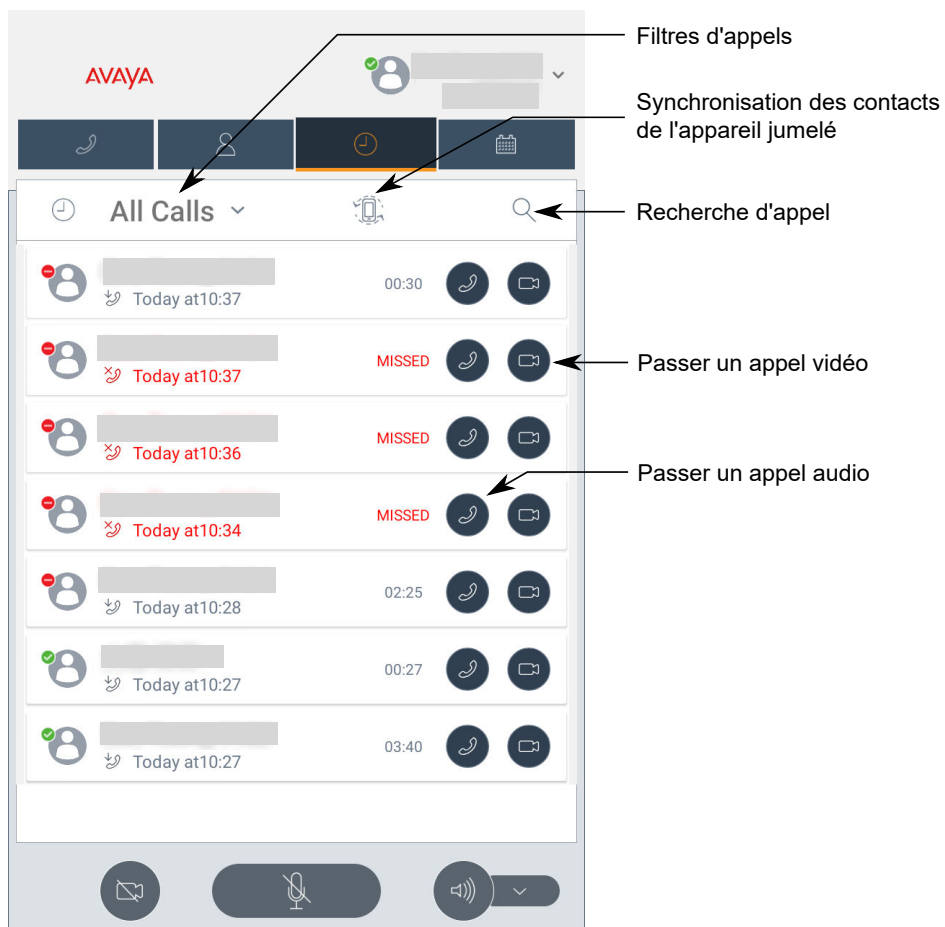 Filtres d'appels
AVAYA
Synchronisation des contacts
de l'appareil jumelé
All Calls
Recherche d'appel
00:30
Today at10:37
MISSED
Passer un appel vidéo
Today at10:37
MISSED
Today at10:36
Passer un appel audio
MISSED
Today at10:34
02:25
Today at10:28
00:27
Today at10:27
03:40
Today at10:27